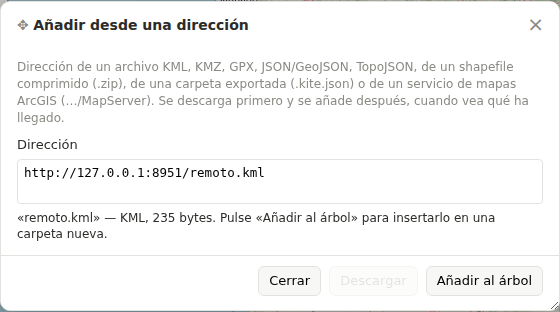 Añadir desde una dirección
Dirección de un archivo KML, KMZ, GPX, JSON/GeoJSON, TopoJSON, de un shapefile
comprimido (.zip), de una carpeta exportada (.kite.json) o de un servicio de mapas
ArcGIS (.../MapServer). Se descarga primero y se añade después, cuando vea qué ha
llegado.
Dirección
http://127.0.0.1:8951/remoto.kml
«remoto.kml» — KML, 235 bytes. Pulse «Añadir al árbol» para insertarlo en una
carpeta nueva.
Cerrar Descargar Añadir al árbol